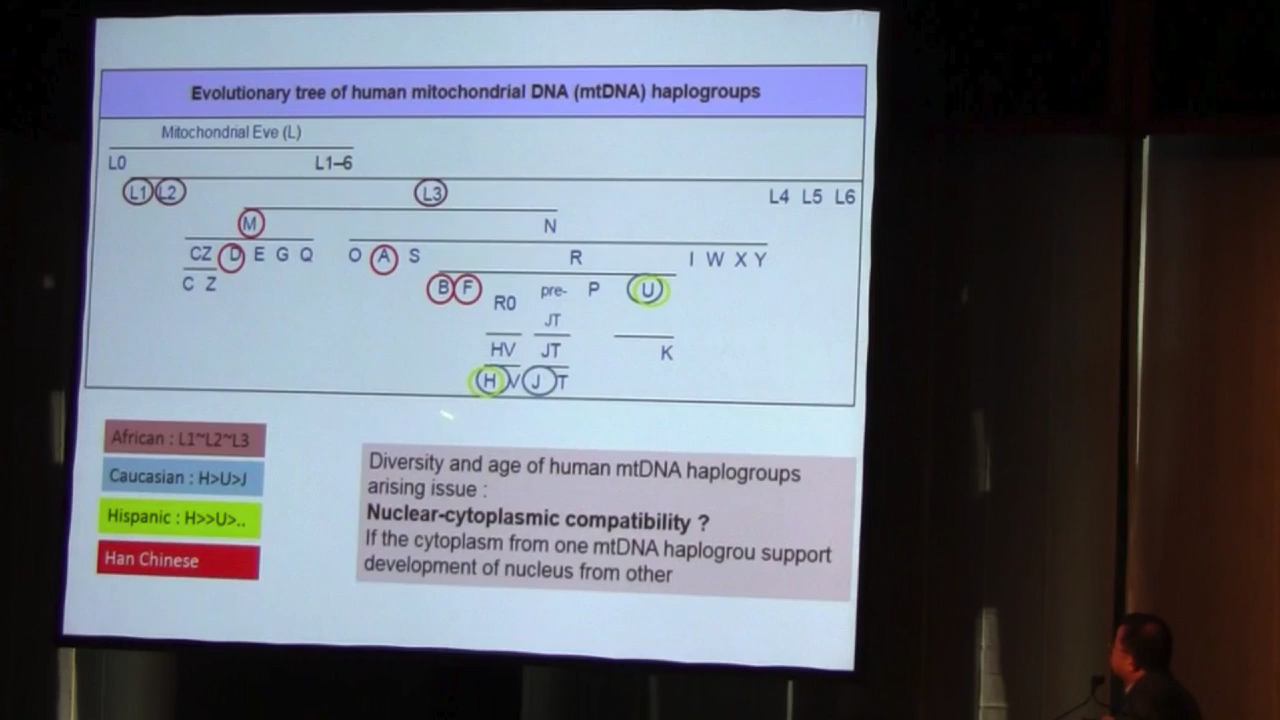 Evolutionary tree of human mitochondrial DNA (mtDNA) haplogroups
Mitochondrial Eve (L)
L0 L1–6
L1 L2 L3 L4 L5 L6
M N
CZ D E G Q O A S R I W X Y
C Z B F R0 pre- P U
JT
HV JT K
H V J T
African : L1~L2~L3
Caucasian : H>U>J
Hispanic : H>>U>..
Han Chinese
Diversity and age of human mtDNA haplogroups
arising issue :
Nuclear-cytoplasmic compatibility ?
If the cytoplasm from one mtDNA haplogrou support
development of nucleus from other